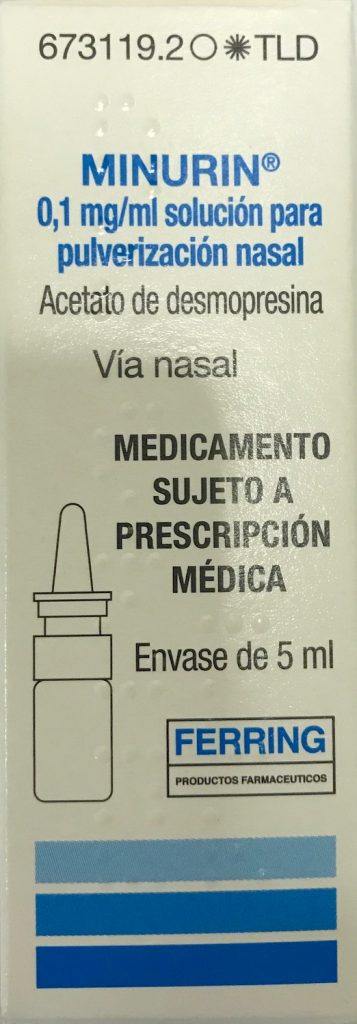 673119.2○✷TLD
MINURIN®
0,1 mg/ml solución para
pulverización nasal
Acetato de desmopresina
Vía nasal
MEDICAMENTO
SUJETO A
PRESCRIPCIÓN
MÉDICA
Envase de 5 ml
FERRING
PRODUCTOS FARMACEUTICOS